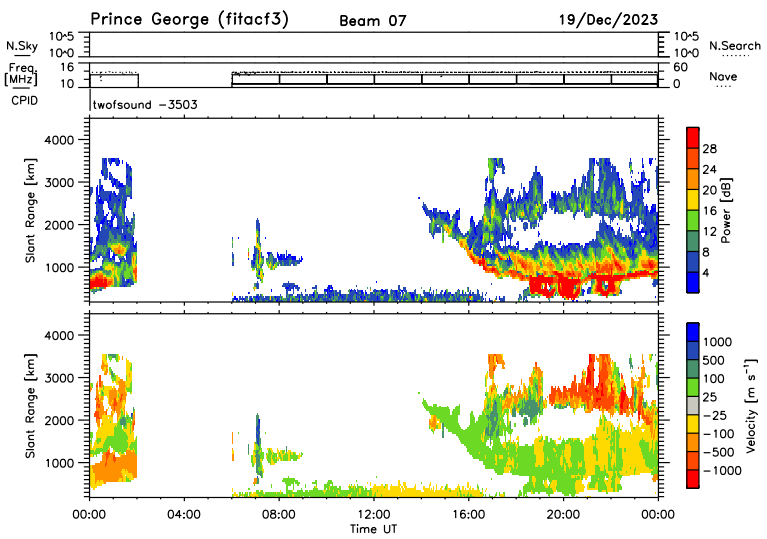 Prince George (fitacf3) Beam 07 19/Dec/2023
N.Sky 10^5 10^5 N.Search
10^0 10^0
Freq. 16 60 Nave
[MHz] 10 0
CPID twofsound -3503
Slant Range [km] 4000 3000 2000 1000
28 24 20 16 12 8 4 Power [dB]
Slant Range [km] 4000 3000 2000 1000
1000 500 100 25 -25 -100 -500 -1000 Velocity [m s⁻¹]
00:00 04:00 08:00 12:00 16:00 20:00 00:00
Time UT